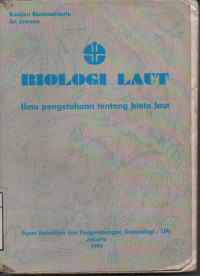 Kasijan Romimohtarto
Sri Juwana
BIOLOGI LAUT
Ilmu pengetahuan tentang biota laut
Pusat Penelitian dan Pengembangan Oseanologi - LIPI
Jakarta
1999